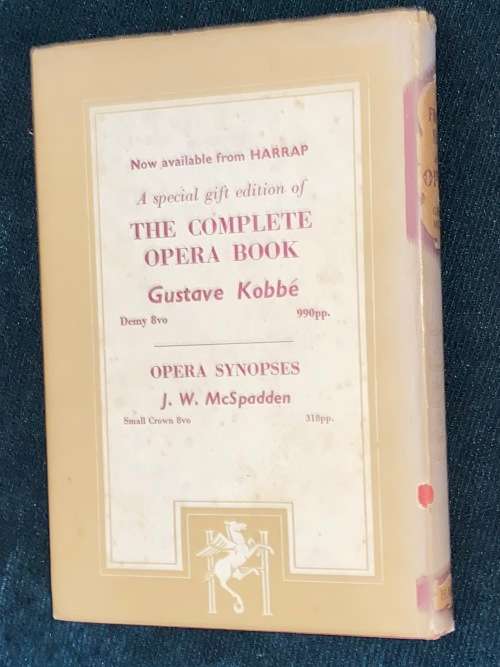 Now available from HARRAP
A special gift edition of
THE COMPLETE
OPERA BOOK
Gustave Kobbé
Demy 8vo 990pp.
OPERA SYNOPSES
J. W. McSpadden
Small Crown 8vo 318pp.